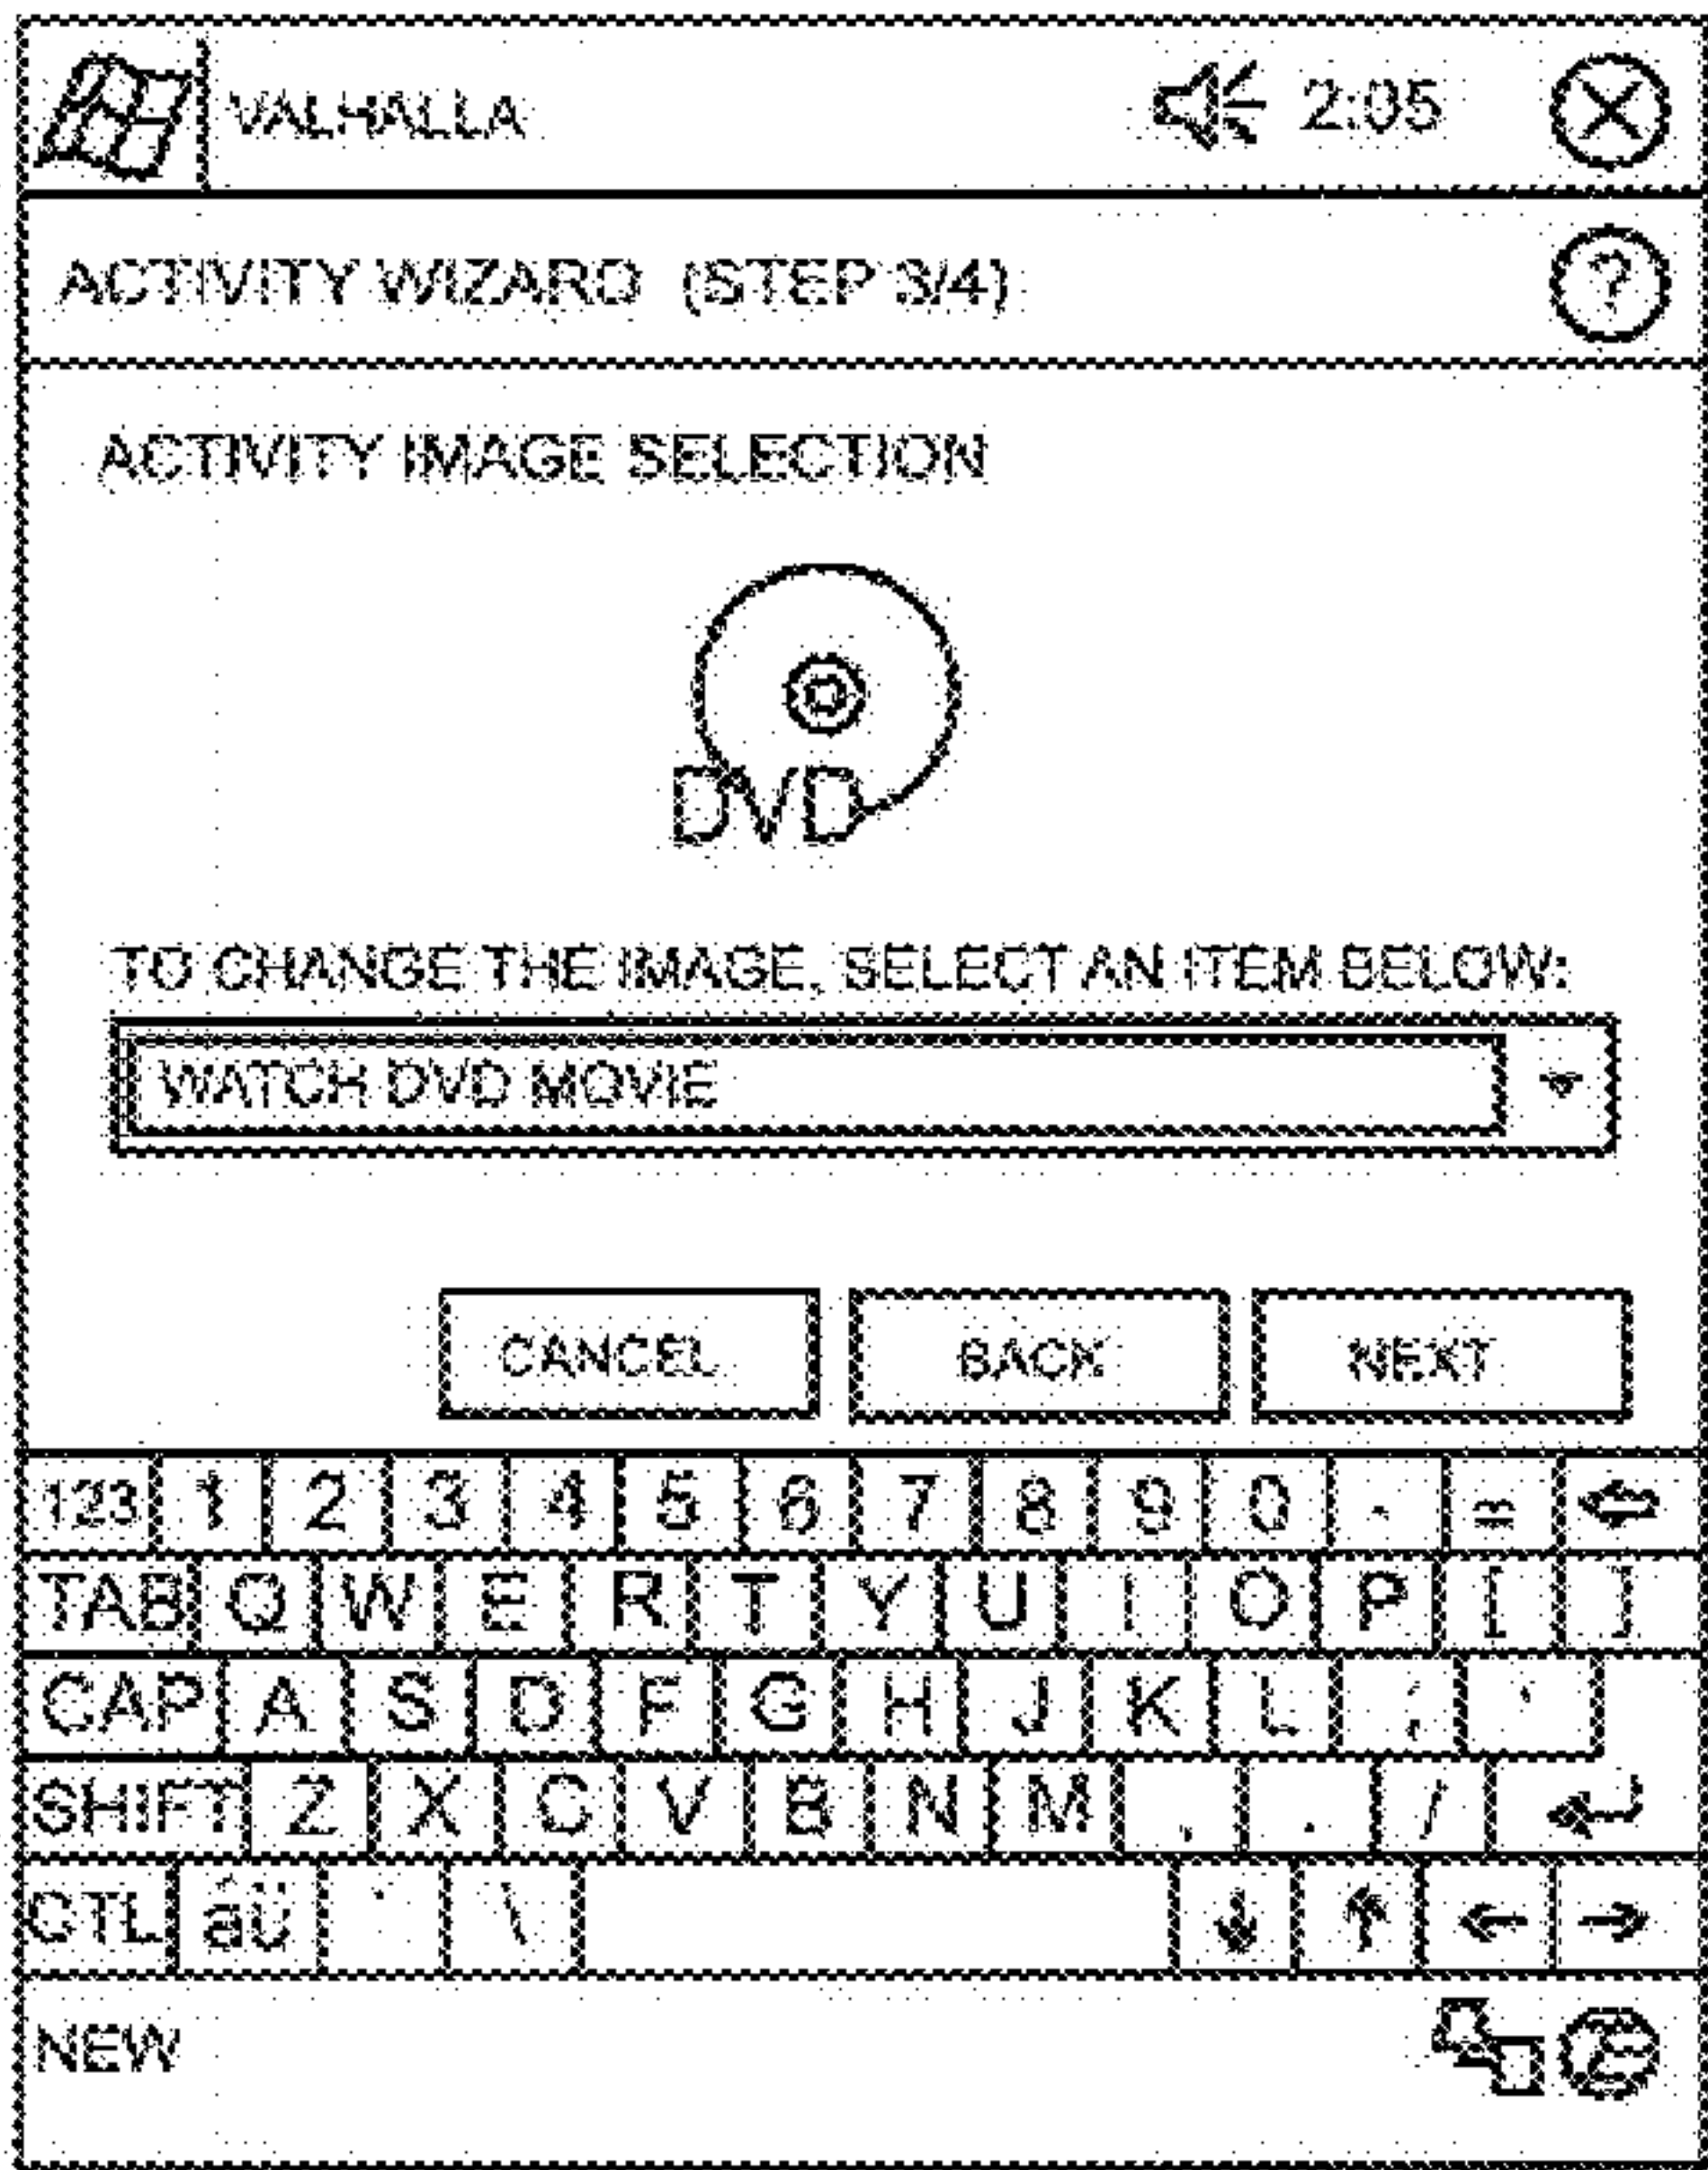 VALHALLA 2:05
ACTIVITY WIZARD (STEP 3/4) ?
ACTIVITY IMAGE SELECTION
DVD
TO CHANGE THE IMAGE, SELECT AN ITEM BELOW:
WATCH DVD MOVIE
CANCEL BACK NEXT
123 1 2 3 4 5 6 7 8 9 0 - =
TAB Q W E R T Y U I O P [ ]
CAP A S D F G H J K L ; '
SHIFT Z X C V B N M , . /
CTL áü ` \
NEW